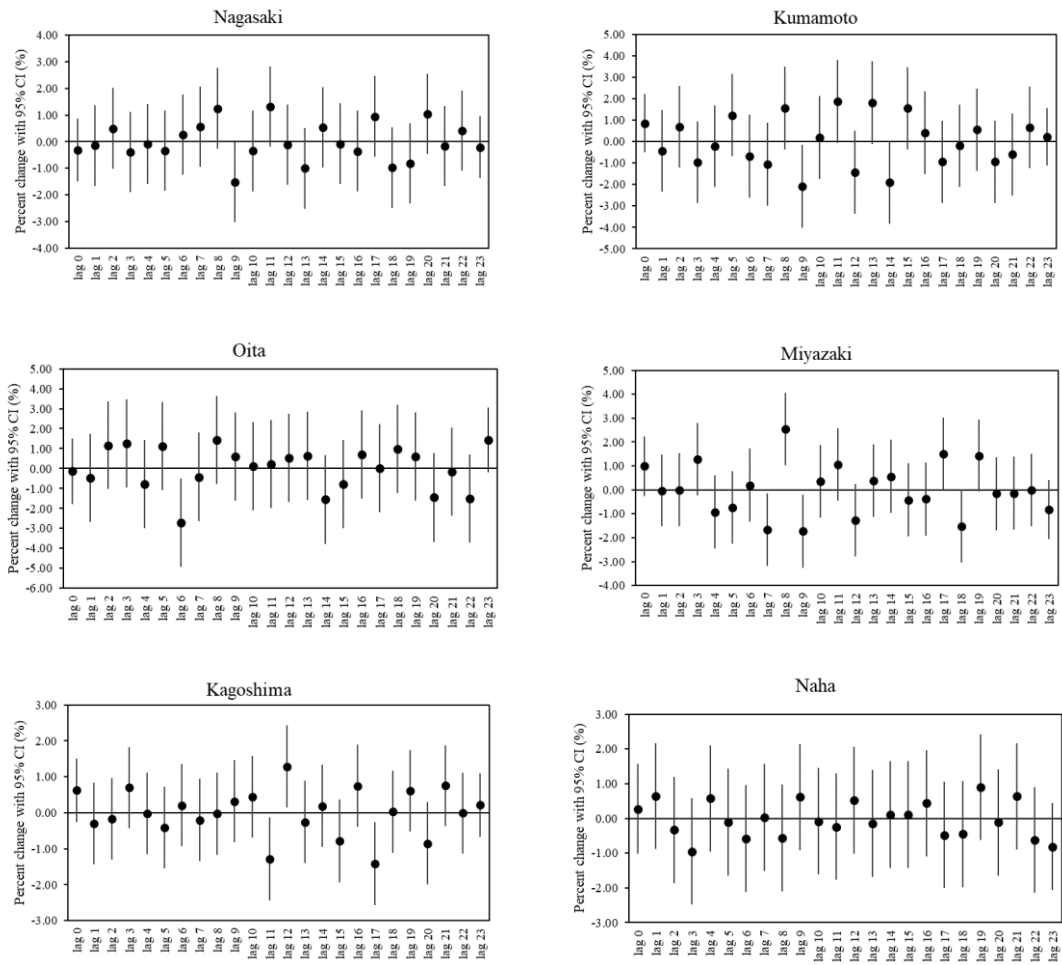 Nagasaki
Percent change with 95% CI (%)
4.00
3.00
2.00
1.00
0.00
-1.00
-2.00
-3.00
-4.00
lag 0
lag 1
lag 2
lag 3
lag 4
lag 5
lag 6
lag 7
lag 8
lag 9
lag 10
lag 11
lag 12
lag 13
lag 14
lag 15
lag 16
lag 17
lag 18
lag 19
lag 20
lag 21
lag 22
lag 23
Kumamoto
Percent change with 95% CI (%)
5.00
4.00
3.00
2.00
1.00
0.00
-1.00
-2.00
-3.00
-4.00
-5.00
lag 0
lag 1
lag 2
lag 3
lag 4
lag 5
lag 6
lag 7
lag 8
lag 9
lag 10
lag 11
lag 12
lag 13
lag 14
lag 15
lag 16
lag 17
lag 18
lag 19
lag 20
lag 21
lag 22
lag 23
Oita
Percent change with 95% CI (%)
5.00
4.00
3.00
2.00
1.00
0.00
-1.00
-2.00
-3.00
-4.00
-5.00
-6.00
lag 0
lag 1
lag 2
lag 3
lag 4
lag 5
lag 6
lag 7
lag 8
lag 9
lag 10
lag 11
lag 12
lag 13
lag 14
lag 15
lag 16
lag 17
lag 18
lag 19
lag 20
lag 21
lag 22
lag 23
Miyazaki
Percent change with 95% CI (%)
5.00
4.00
3.00
2.00
1.00
0.00
-1.00
-2.00
-3.00
-4.00
lag 0
lag 1
lag 2
lag 3
lag 4
lag 5
lag 6
lag 7
lag 8
lag 9
lag 10
lag 11
lag 12
lag 13
lag 14
lag 15
lag 16
lag 17
lag 18
lag 19
lag 20
lag 21
lag 22
lag 23
Kagoshima
Percent change with 95% CI (%)
3.00
2.00
1.00
0.00
-1.00
-2.00
-3.00
lag 0
lag 1
lag 2
lag 3
lag 4
lag 5
lag 6
lag 7
lag 8
lag 9
lag 10
lag 11
lag 12
lag 13
lag 14
lag 15
lag 16
lag 17
lag 18
lag 19
lag 20
lag 21
lag 22
lag 23
Naha
Percent change with 95% CI (%)
3.00
2.00
1.00
0.00
-1.00
-2.00
-3.00
lag 0
lag 1
lag 2
lag 3
lag 4
lag 5
lag 6
lag 7
lag 8
lag 9
lag 10
lag 11
lag 12
lag 13
lag 14
lag 15
lag 16
lag 17
lag 18
lag 19
lag 20
lag 21
lag 22
lag 23